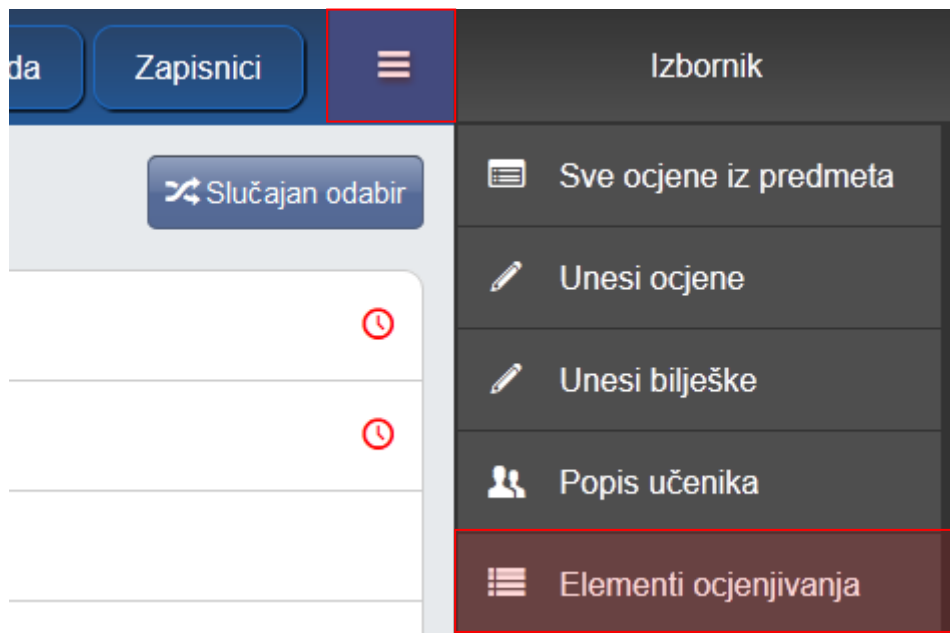 da
Zapisnici
Izbornik
Slučajan odabir
Sve ocjene iz predmeta
Unesi ocjene
Unesi bilješke
Popis učenika
Elementi ocjenjivanja